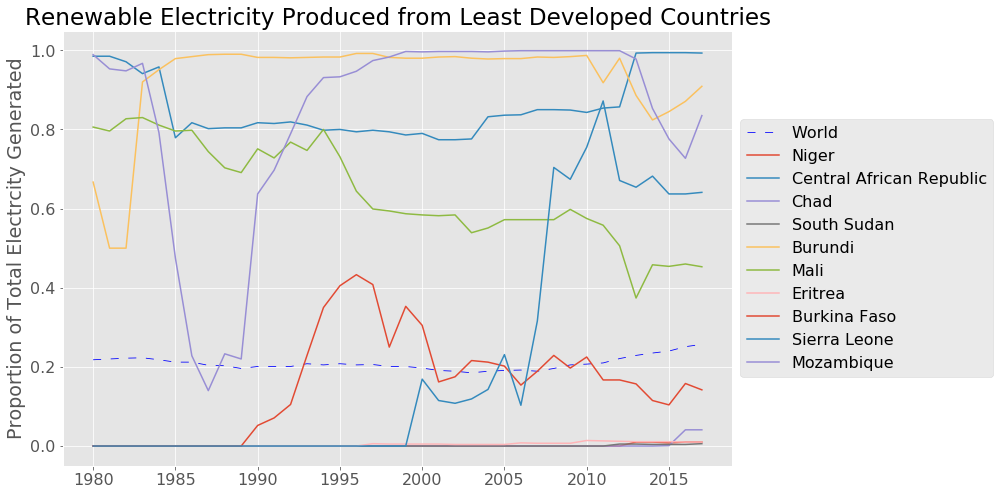 Renewable Electricity Produced from Least Developed Countries
Proportion of Total Electrcity Generated
1.0
0.8
0.6
0.4
0.2
0.0
1980 1985 1990 1995 2000 2005 2010 2015
World
Niger
Central African Republic
Chad
South Sudan
Burundi
Mali
Eritrea
Burkina Faso
Sierra Leone
Mozambique